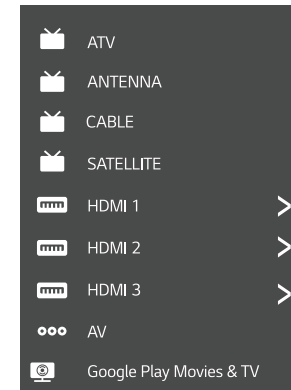 ATV
ANTENNA
CABLE
SATELLITE
HDMI 1
HDMI 2
HDMI 3
AV
Google Play Movies & TV